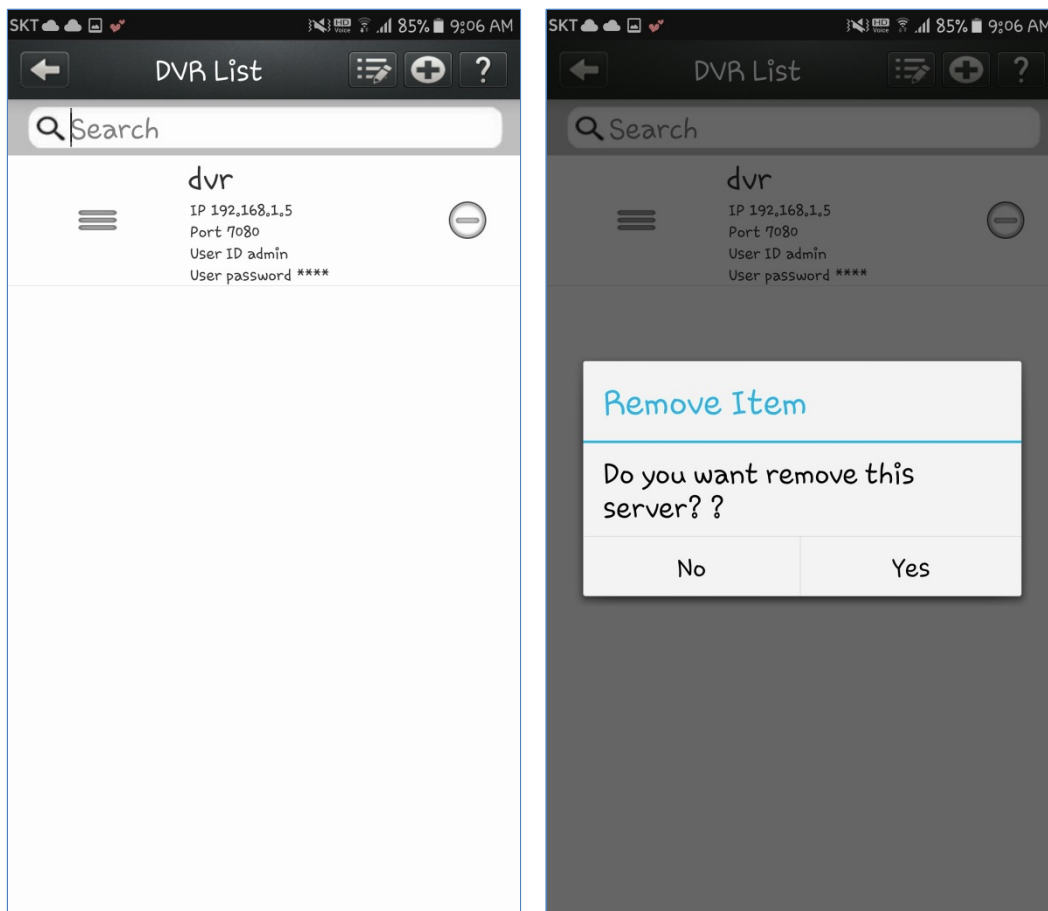 SKT 85% 9:06 AM
DVR List ?
Search
dvr
IP 192.168.1.5
Port 7080
User ID admin
User password ****
SKT 85% 9:06 AM
DVR List ?
Search
dvr
IP 192.168.1.5
Port 7080
User ID admin
User password ****
Remove Item
Do you want remove this
server? ?
No Yes